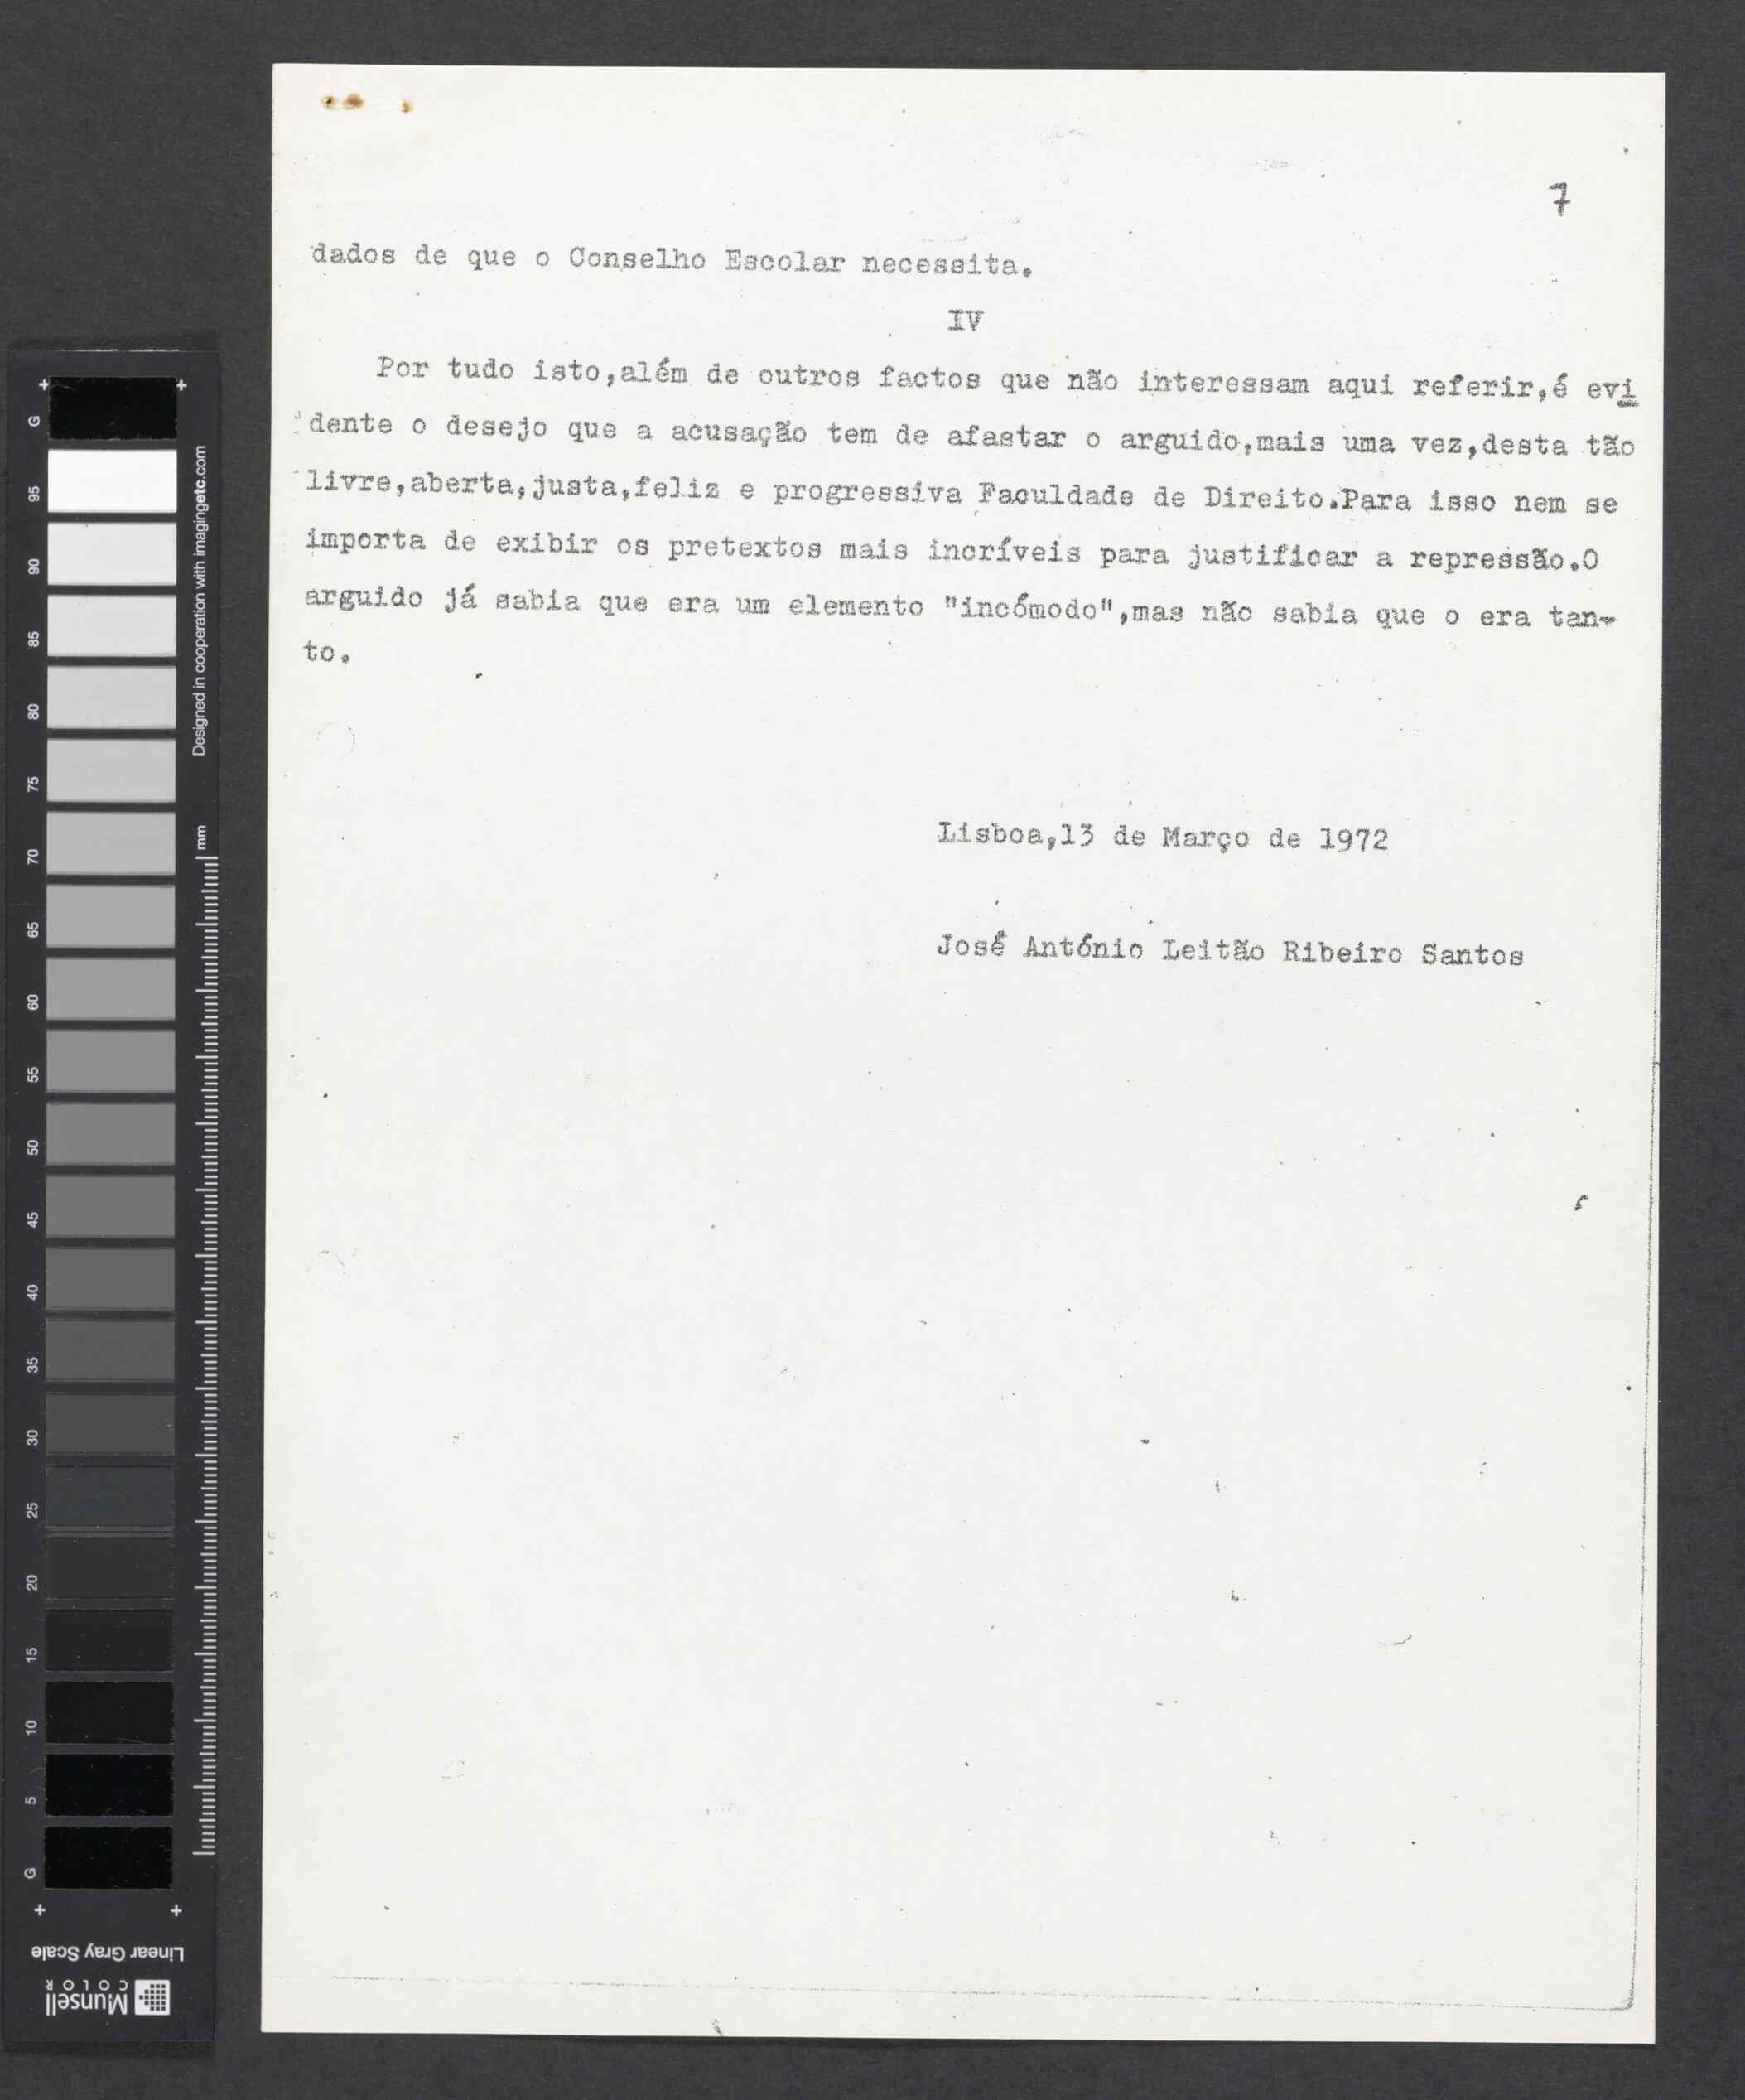 7
dados de que o Conselho Escolar necessita.
IV
Por tudo isto,além de outros factos que não interessam aqui referir,é evi
dente o desejo que a acusação tem de afastar o arguido,mais uma vez,desta tão
livre,aberta,justa,feliz e progressiva Faculdade de Direito.Para isso nem se
importa de exibir os pretextos mais incríveis para justificar a repressão.O
arguido já sabia que era um elemento "incómodo",mas não sabia que o era tan-
to.
Lisboa,13 de Março de 1972
José António Leitão Ribeiro Santos
G
95
90
85
80
75
70
65
60
55
50
45
40
35
30
25
20
15
10
5
G
Designed in cooperation with imagingetc.com
mm
Linear Gray Scale
Munsell
COLOR